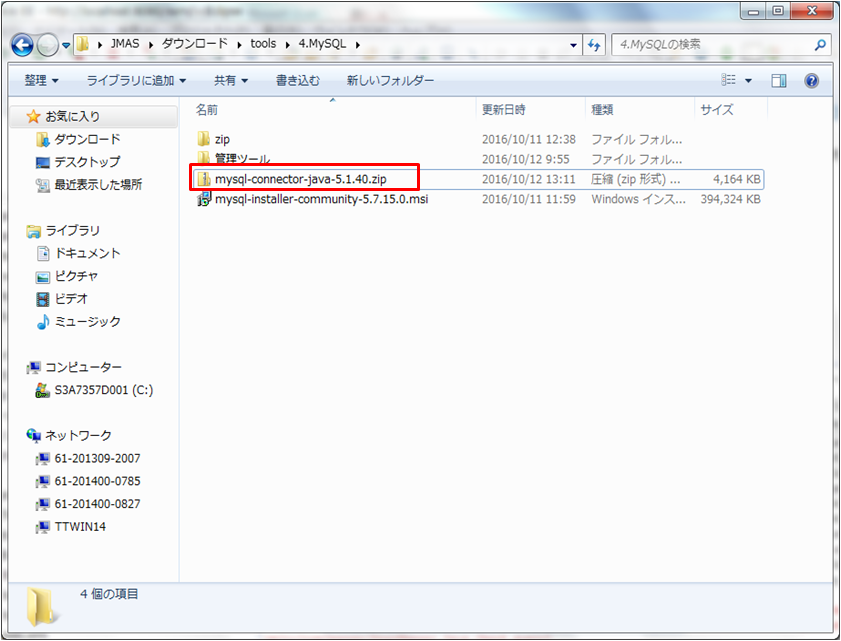 JMAS ダウンロード tools 4.MySQL
4.MySQLの検索
整理 ライブラリに追加 共有 書き込む 新しいフォルダー
お気に入り
ダウンロード
デスクトップ
最近表示した場所
ライブラリ
ドキュメント
ピクチャ
ビデオ
ミュージック
コンピューター
S3A7357D001 (C:)
ネットワーク
61-201309-2007
61-201400-0785
61-201400-0827
TTWIN14
名前 更新日時 種類 サイズ
zip 2016/10/11 12:38 ファイル フォル...
管理ツール 2016/10/12 9:55 ファイル フォル...
mysql-connector-java-5.1.40.zip 2016/10/12 13:11 圧縮 (zip 形式) ... 4,164 KB
mysql-installer-community-5.7.15.0.msi 2016/10/11 11:59 Windows インス... 394,324 KB
4 個の項目